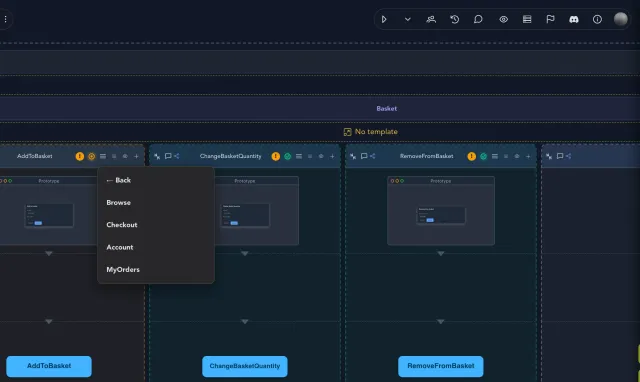 Basket
No template
AddToBasket
ChangeBasketQuantity
RemoveFromBasket
Prototype
Prototype
Prototype
← Back
Browse
Checkout
Account
MyOrders
AddToBasket
ChangeBasketQuantity
RemoveFromBasket